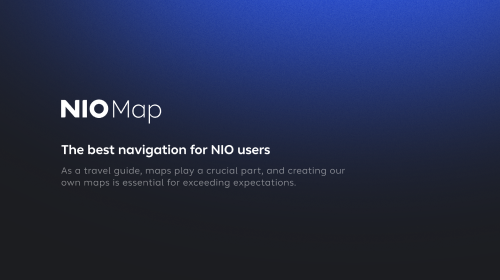 NIO Map
The best navigation for NIO users
As a travel guide, maps play a crucial part, and creating our
own maps is essential for exceeding expectations.